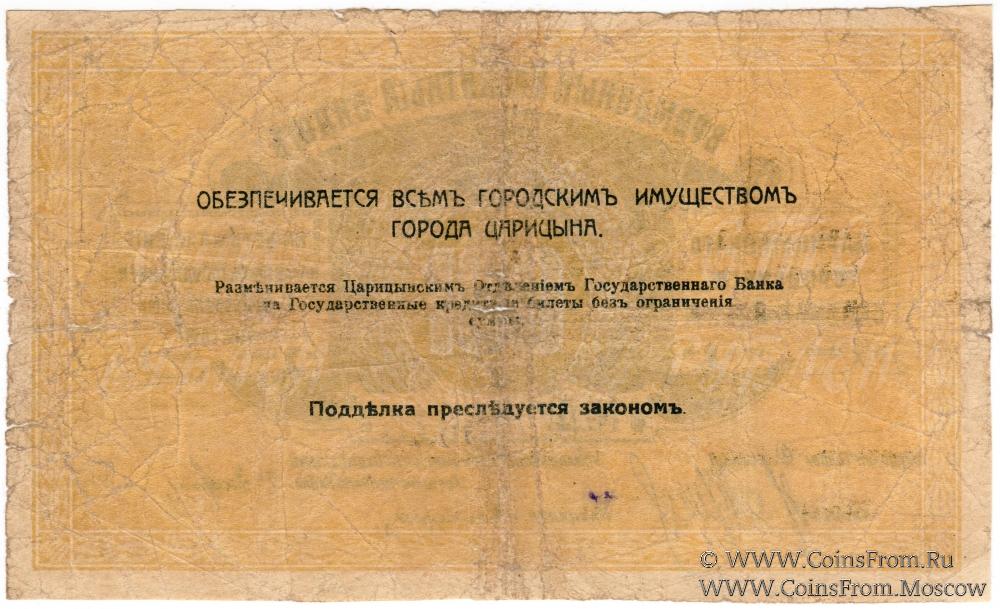 ОБЕЗПЕЧИВАЕТСЯ ВСѢМЪ ГОРОДСКИМЪ ИМУЩЕСТВОМЪ
ГОРОДА ЦАРИЦЫНА.
Размѣнивается Царицынскимъ Отдѣленіемъ Государственнаго Банка
на Государственные кредитные билеты безъ ограниченія
суммы.
Поддѣлка преслѣдуется закономъ.
© WWW.CoinsFrom.Ru
WWW.CoinsFrom.Moscow